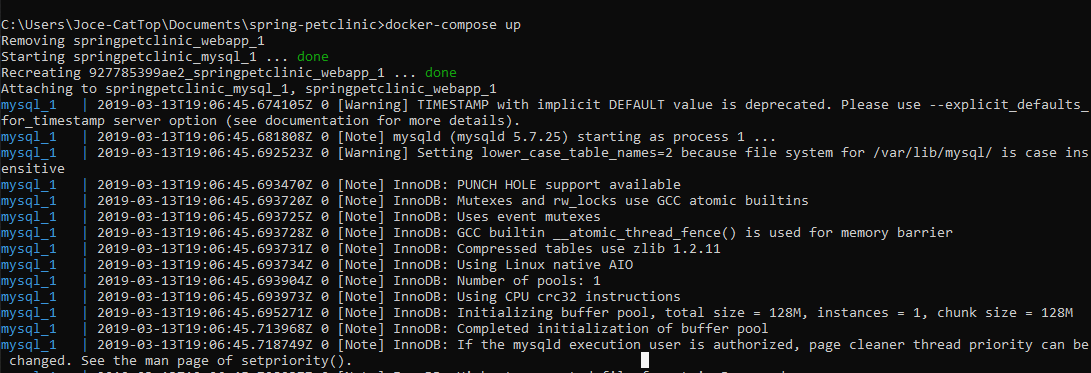 C:\Users\Joce-CatTop\Documents\spring-petclinic>docker-compose up
Removing springpetclinic_webapp_1
Starting springpetclinic_mysql_1 ... done
Recreating 927785399ae2_springpetclinic_webapp_1 ... done
Attaching to springpetclinic_mysql_1, springpetclinic_webapp_1
mysql_1   | 2019-03-13T19:06:45.674105Z 0 [Warning] TIMESTAMP with implicit DEFAULT value is deprecated. Please use --explicit_defaults_
for_timestamp server option (see documentation for more details).
mysql_1   | 2019-03-13T19:06:45.681808Z 0 [Note] mysqld (mysqld 5.7.25) starting as process 1 ...
mysql_1   | 2019-03-13T19:06:45.692523Z 0 [Warning] Setting lower_case_table_names=2 because file system for /var/lib/mysql/ is case ins
ensitive
mysql_1   | 2019-03-13T19:06:45.693470Z 0 [Note] InnoDB: PUNCH HOLE support available
mysql_1   | 2019-03-13T19:06:45.693720Z 0 [Note] InnoDB: Mutexes and rw_locks use GCC atomic builtins
mysql_1   | 2019-03-13T19:06:45.693725Z 0 [Note] InnoDB: Uses event mutexes
mysql_1   | 2019-03-13T19:06:45.693728Z 0 [Note] InnoDB: GCC builtin __atomic_thread_fence() is used for memory barrier
mysql_1   | 2019-03-13T19:06:45.693731Z 0 [Note] InnoDB: Compressed tables use zlib 1.2.11
mysql_1   | 2019-03-13T19:06:45.693734Z 0 [Note] InnoDB: Using Linux native AIO
mysql_1   | 2019-03-13T19:06:45.693904Z 0 [Note] InnoDB: Number of pools: 1
mysql_1   | 2019-03-13T19:06:45.693973Z 0 [Note] InnoDB: Using CPU crc32 instructions
mysql_1   | 2019-03-13T19:06:45.695271Z 0 [Note] InnoDB: Initializing buffer pool, total size = 128M, instances = 1, chunk size = 128M
mysql_1   | 2019-03-13T19:06:45.713968Z 0 [Note] InnoDB: Completed initialization of buffer pool
mysql_1   | 2019-03-13T19:06:45.718749Z 0 [Note] InnoDB: If the mysqld execution user is authorized, page cleaner thread priority can be
 changed. See the man page of setpriority().